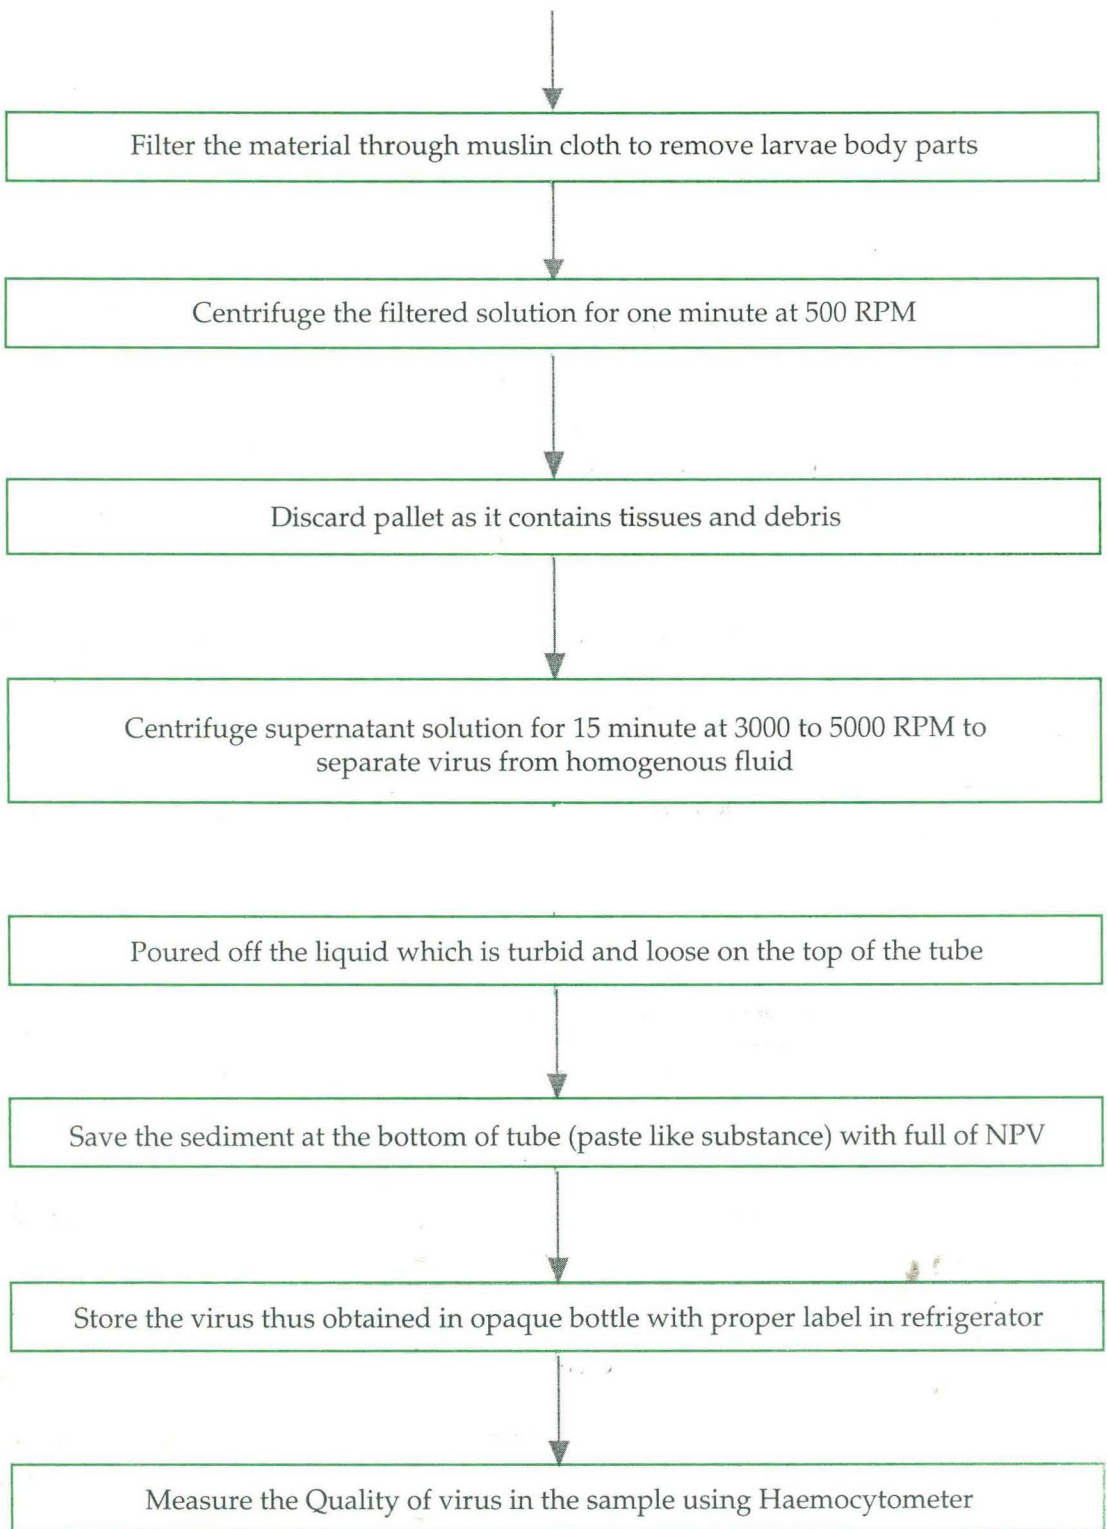 Filter the material through muslin cloth to remove larvae body parts
Centrifuge the filtered solution for one minute at 500 RPM
Discard pallet as it contains tissues and debris
Centrifuge supernatant solution for 15 minute at 3000 to 5000 RPM to
separate virus from homogenous fluid
Poured off the liquid which is turbid and loose on the top of the tube
Save the sediment at the bottom of tube (paste like substance) with full of NPV
Store the virus thus obtained in opaque bottle with proper label in refrigerator
Measure the Quality of virus in the sample using Haemocytometer